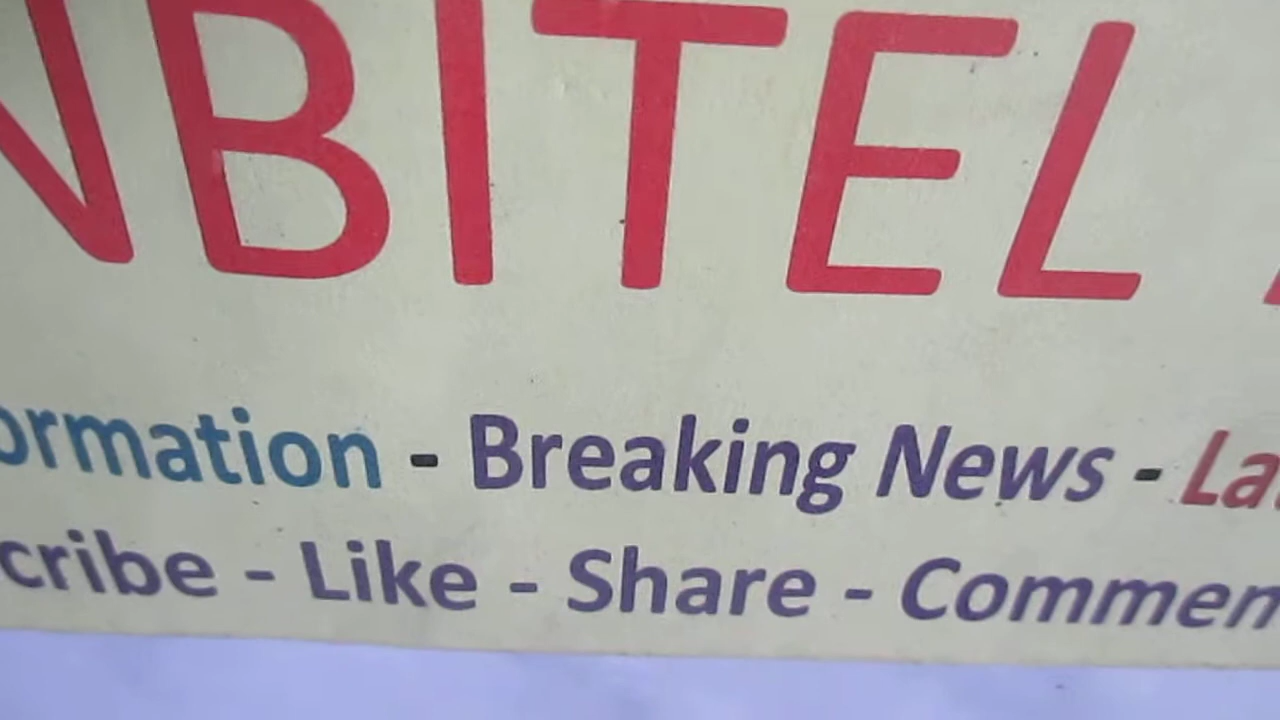 NBITEL
ormation - Breaking News - La
cribe - Like - Share - Commen